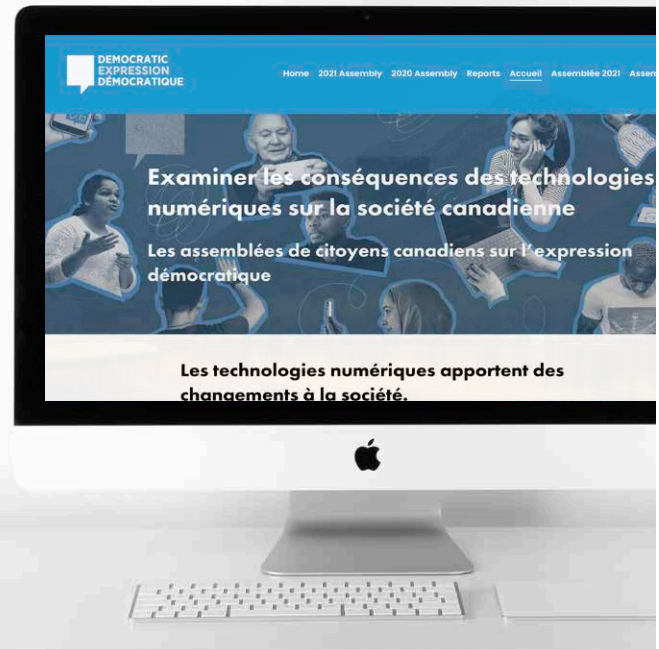 DEMOCRATIC
EXPRESSION
DÉMOCRATIQUE
Home 2021 Assembly 2020 Assembly Reports Accueil Assemblée 2021
Examiner les conséquences des technologies
numériques sur la société canadienne
Les assemblées de citoyens canadiens sur l'expression
démocratique
Les technologies numériques apportent des
changements à la société.